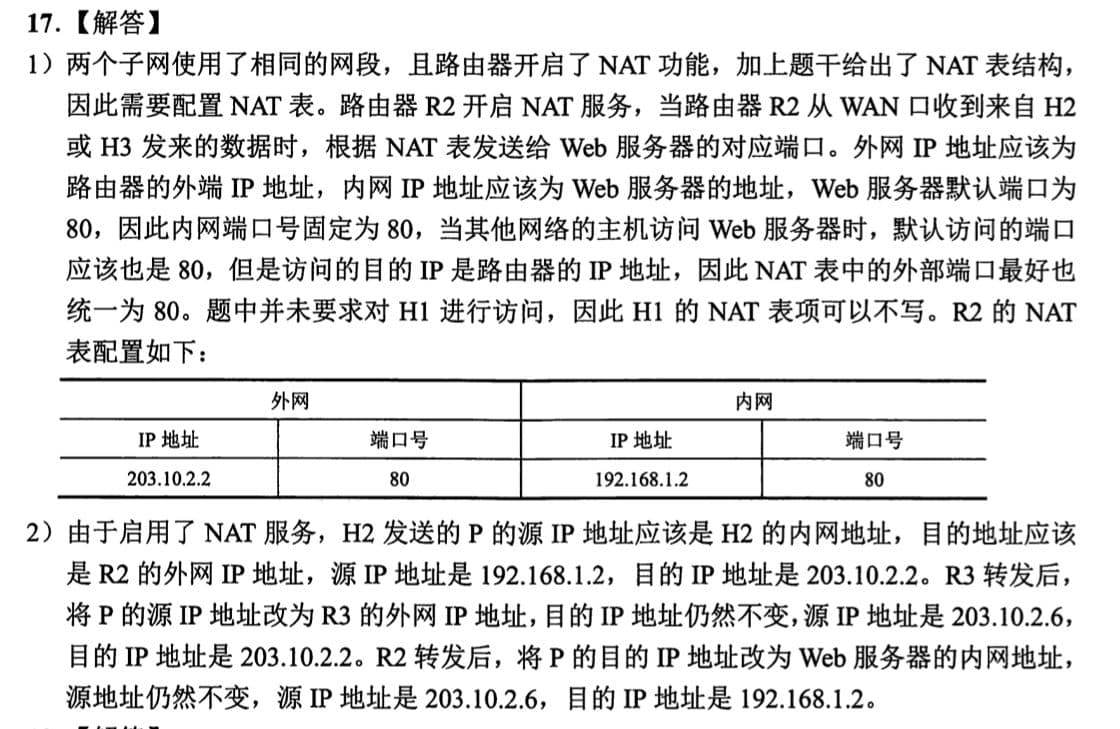 17.【解答】
1）两个子网使用了相同的网段，且路由器开启了 NAT 功能，加上题干给出了 NAT 表结构，
因此需要配置 NAT 表。路由器 R2 开启 NAT 服务，当路由器 R2 从 WAN 口收到来自 H2
或 H3 发来的数据时，根据 NAT 表发送给 Web 服务器的对应端口。外网 IP 地址应该为
路由器的外端 IP 地址，内网 IP 地址应该为 Web 服务器的地址，Web 服务器默认端口为
80，因此内网端口号固定为 80，当其他网络的主机访问 Web 服务器时，默认访问的端口
应该也是 80，但是访问的目的 IP 是路由器的 IP 地址，因此 NAT 表中的外部端口最好也
统一为 80。题中并未要求对 H1 进行访问，因此 H1 的 NAT 表项可以不写。R2 的 NAT
表配置如下：
外网 内网
IP 地址 端口号 IP 地址 端口号
203.10.2.2 80 192.168.1.2 80
2）由于启用了 NAT 服务，H2 发送的 P 的源 IP 地址应该是 H2 的内网地址，目的地址应该
是 R2 的外网 IP 地址，源 IP 地址是 192.168.1.2，目的 IP 地址是 203.10.2.2。R3 转发后，
将 P 的源 IP 地址改为 R3 的外网 IP 地址，目的 IP 地址仍然不变，源 IP 地址是 203.10.2.6，
目的 IP 地址是 203.10.2.2。R2 转发后，将 P 的目的 IP 地址改为 Web 服务器的内网地址，
源地址仍然不变，源 IP 地址是 203.10.2.6，目的 IP 地址是 192.168.1.2。